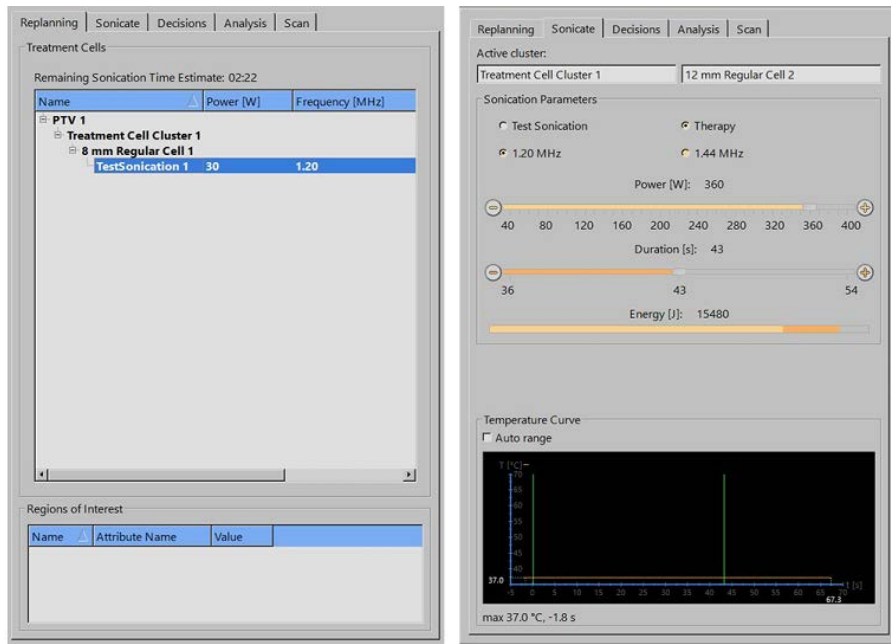 Replanning Sonicate Decisions Analysis Scan
Treatment Cells
Remaining Sonication Time Estimate: 02:22
Name Power [W] Frequency [MHz]
PTV 1
Treatment Cell Cluster 1
8 mm Regular Cell 1
TestSonication 1 30 1.20
Regions of Interest
Name Attribute Name Value
Replanning Sonicate Decisions Analysis Scan
Active cluster:
Treatment Cell Cluster 1 12 mm Regular Cell 2
Sonication Parameters
Test Sonication Therapy
1.20 MHz 1.44 MHz
Power [W]: 360
40 80 120 160 200 240 280 320 360 400
Duration [s]: 43
36 43 54
Energy [J]: 15480
Temperature Curve
Auto range
T [°C]
70
65
60
55
50
45
40
37.0
-5 0 5 10 15 20 25 30 35 40 45 50 55 60 65 70 t [s]
67.3
max 37.0 °C, -1.8 s